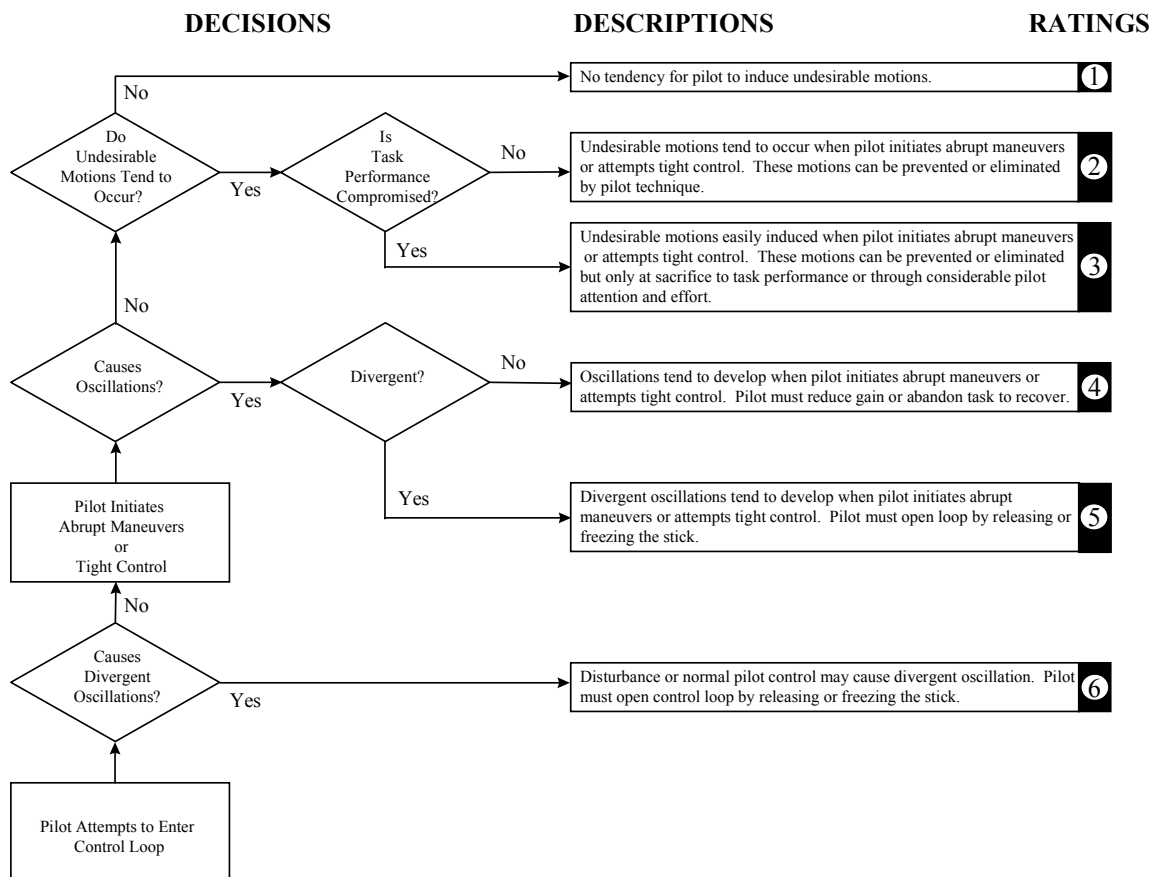 DECISIONS DESCRIPTIONS RATINGS
No
No tendency for pilot to induce undesirable motions.
1
Do
Undesirable
Motions Tend to
Occur?
Yes
Is
Task
Performance
Compromised?
No
Undesirable motions tend to occur when pilot initiates abrupt maneuvers
or attempts tight control. These motions can be prevented or eliminated
by pilot technique.
2
Yes
Undesirable motions easily induced when pilot initiates abrupt maneuvers
or attempts tight control. These motions can be prevented or eliminated
but only at sacrifice to task performance or through considerable pilot
attention and effort.
3
No
Causes
Oscillations?
Yes
Divergent?
No
Oscillations tend to develop when pilot initiates abrupt maneuvers or
attempts tight control. Pilot must reduce gain or abandon task to recover.
4
Yes
Divergent oscillations tend to develop when pilot initiates abrupt
maneuvers or attempts tight control. Pilot must open loop by releasing or
freezing the stick.
5
Pilot Initiates
Abrupt Maneuvers
or
Tight Control
No
Causes
Divergent
Oscillations?
Yes
Disturbance or normal pilot control may cause divergent oscillation. Pilot
must open control loop by releasing or freezing the stick.
6
Pilot Attempts to Enter
Control Loop